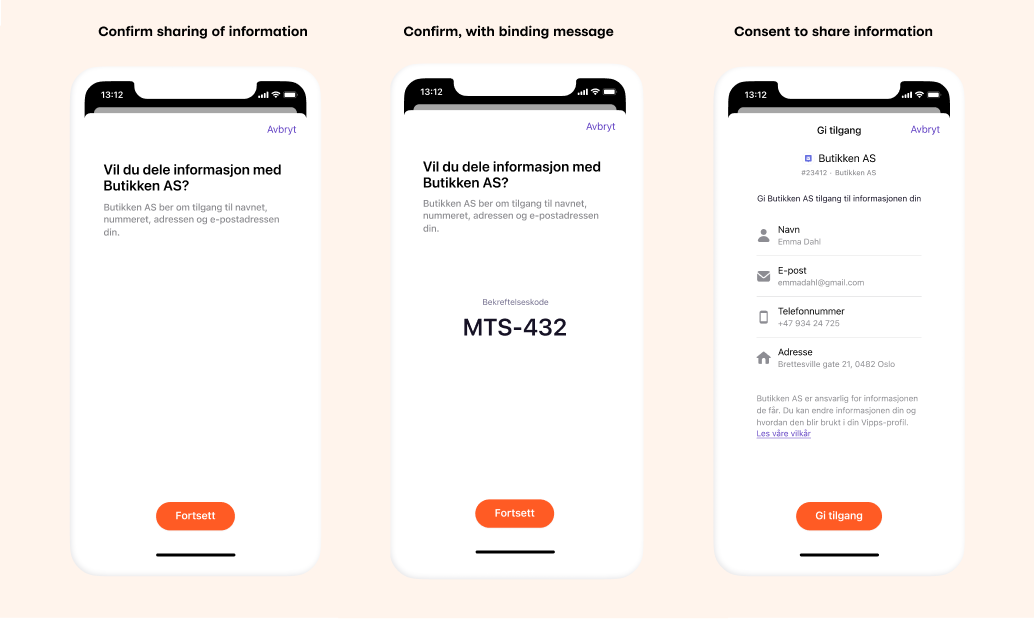 Confirm sharing of information
13:12
Avbryt
Vil du dele informasjon med
Butikken AS?
Butikken AS ber om tilgang til navnet,
nummeret, adressen og e-postadressen
din.
Fortsett
Confirm, with binding message
13:12
Avbryt
Vil du dele informasjon med
Butikken AS?
Butikken AS ber om tilgang til navnet,
nummeret, adressen og e-postadressen
din.
Bekreftelseskode
MTS-432
Fortsett
Consent to share information
13:12
Gi tilgang
Avbryt
Butikken AS
#23412 · Butikken AS
Gi Butikken AS tilgang til informasjonen din
Navn
Emma Dahl
E-post
emmadahl@gmail.com
Telefonnummer
+47 934 24 725
Adresse
Brettesville gate 21, 0482 Oslo
Butikken AS er ansvarlig for informasjonen
de får. Du kan endre informasjonen din og
hvordan den blir brukt i din Vipps-profil.
Les våre vilkår
Gi tilgang